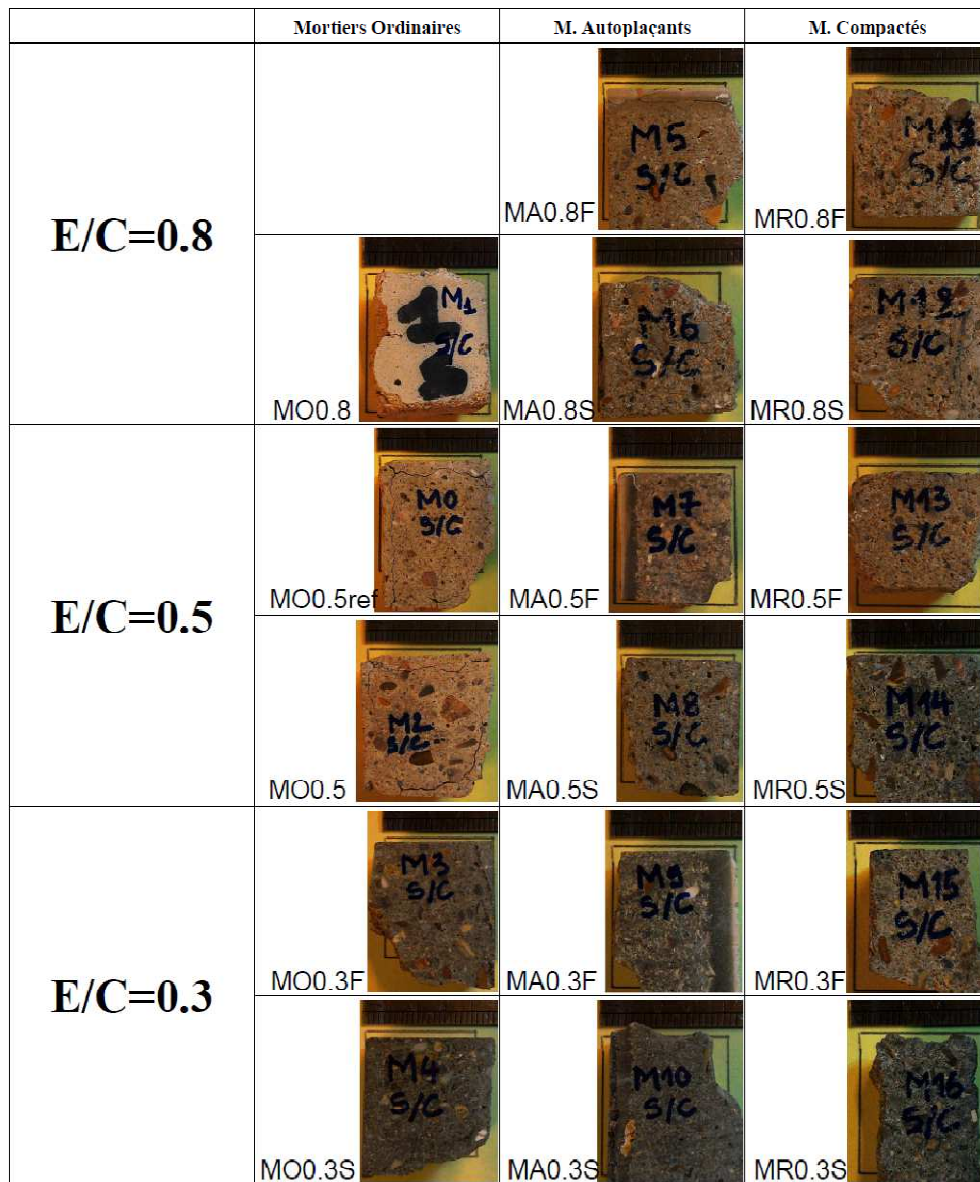 Mortiers Ordinaires M. Autoplaçants M. Compactés
E/C=0.8
M5
S/C
MA0.8F
S/C
MR0.8F
M1
S/C
MO0.8
M6
S/C
MA0.8S
M12
S/C
MR0.8S
E/C=0.5
M0
S/C
MO0.5ref
M7
S/C
MA0.5F
M13
S/C
MR0.5F
M2
S/C
MO0.5
M8
S/C
MA0.5S
M14
S/C
MR0.5S
E/C=0.3
M3
S/C
MO0.3F
M9
S/C
MA0.3F
M15
S/C
MR0.3F
M4
S/C
MO0.3S
M10
S/C
MA0.3S
M16
S/C
MR0.3S